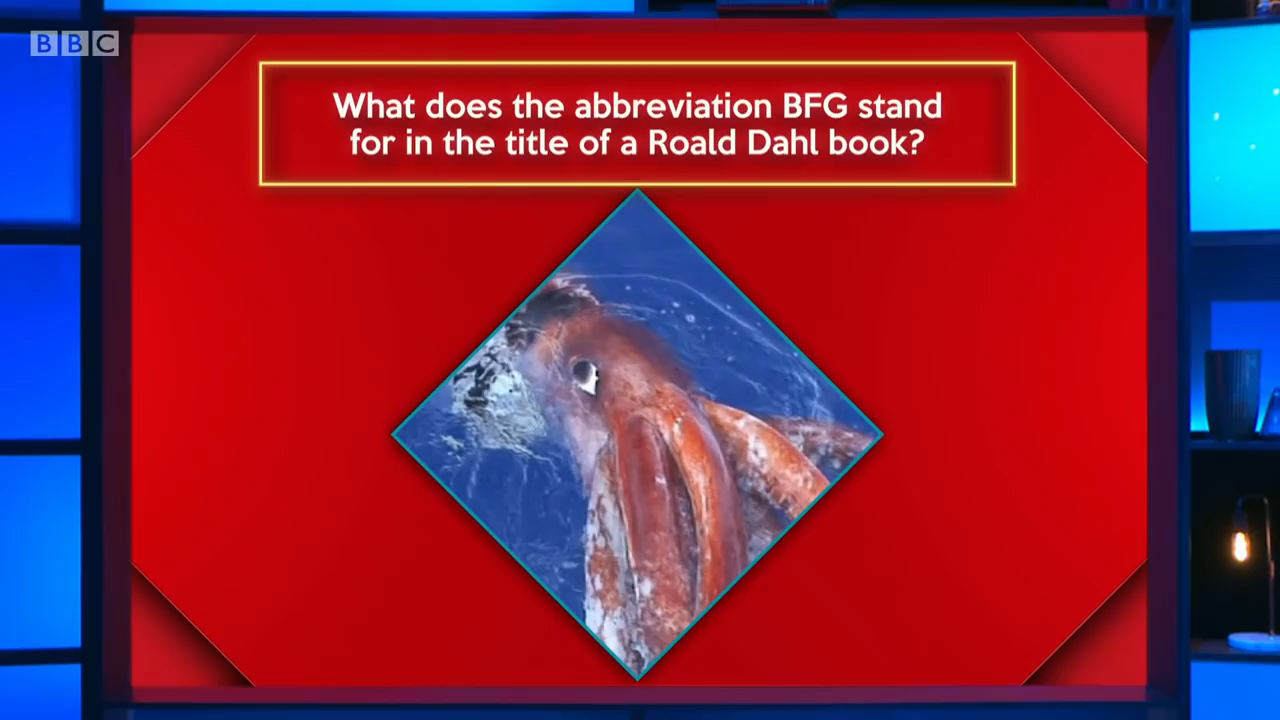 BBC
What does the abbreviation BFG stand
for in the title of a Roald Dahl book?